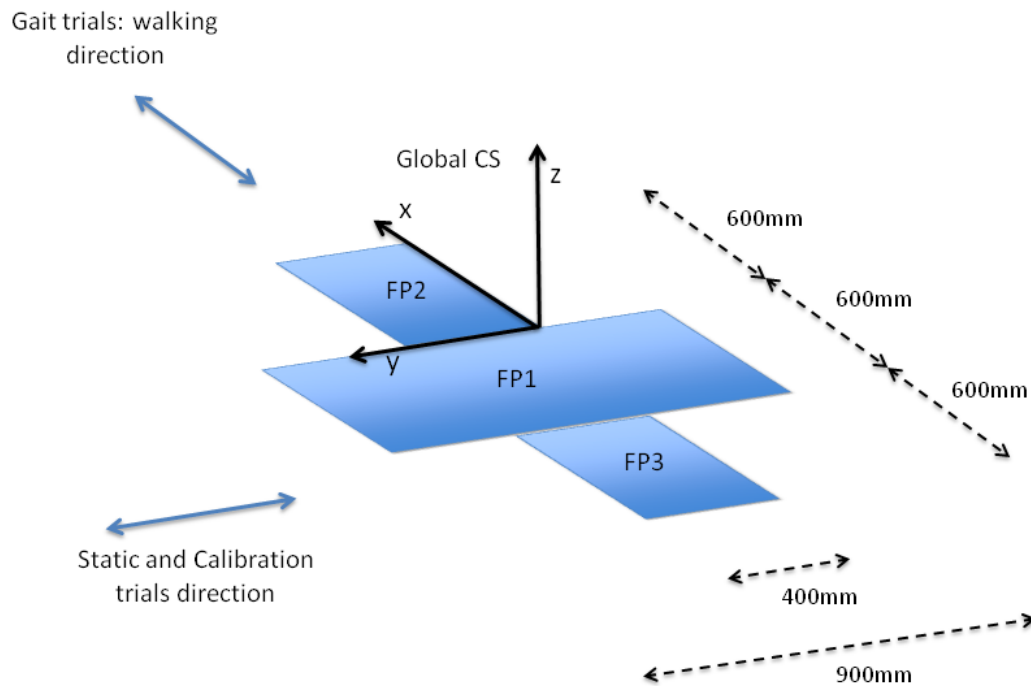 Gait trials: walking
direction
Global CS
z
x
600mm
FP2
600mm
y
FP1
600mm
FP3
Static and Calibration
trials direction
400mm
900mm